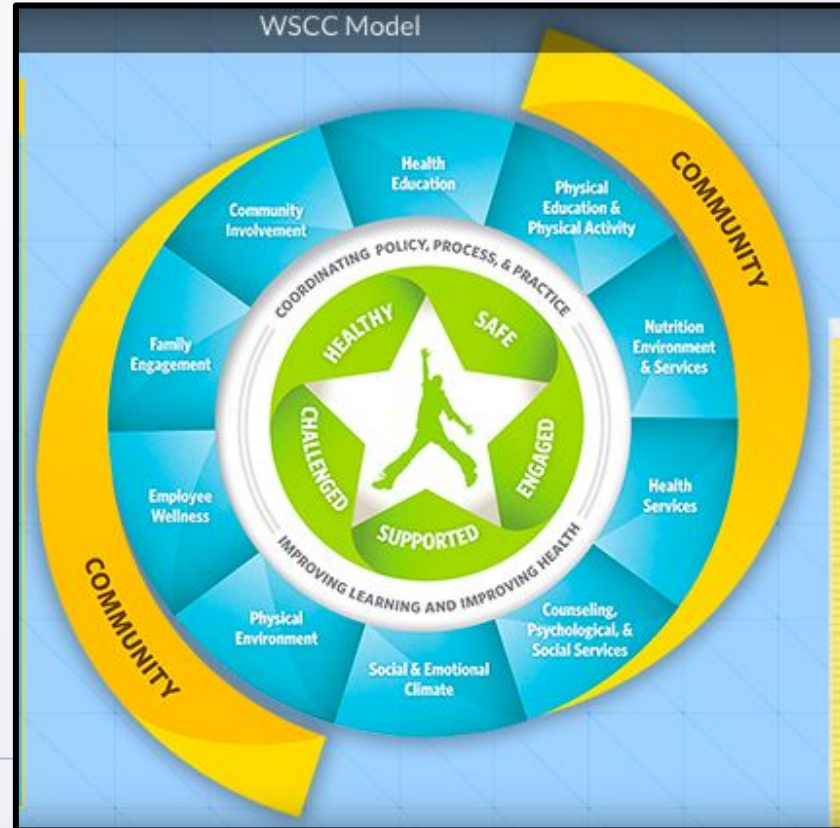 WSCC Model
COMMUNITY
Health
Education
Physical
Education &
Physical Activity
Nutrition
Environment
& Services
Health
Services
Counseling,
Psychological, &
Social Services
Social & Emotional
Climate
Physical
Environment
Employee
Wellness
Family
Engagement
Community
Involvement
COORDINATING POLICY, PROCESS, & PRACTICE
HEALTHY
SAFE
ENGAGED
SUPPORTED
CHALLENGED
IMPROVING LEARNING AND IMPROVING HEALTH
COMMUNITY